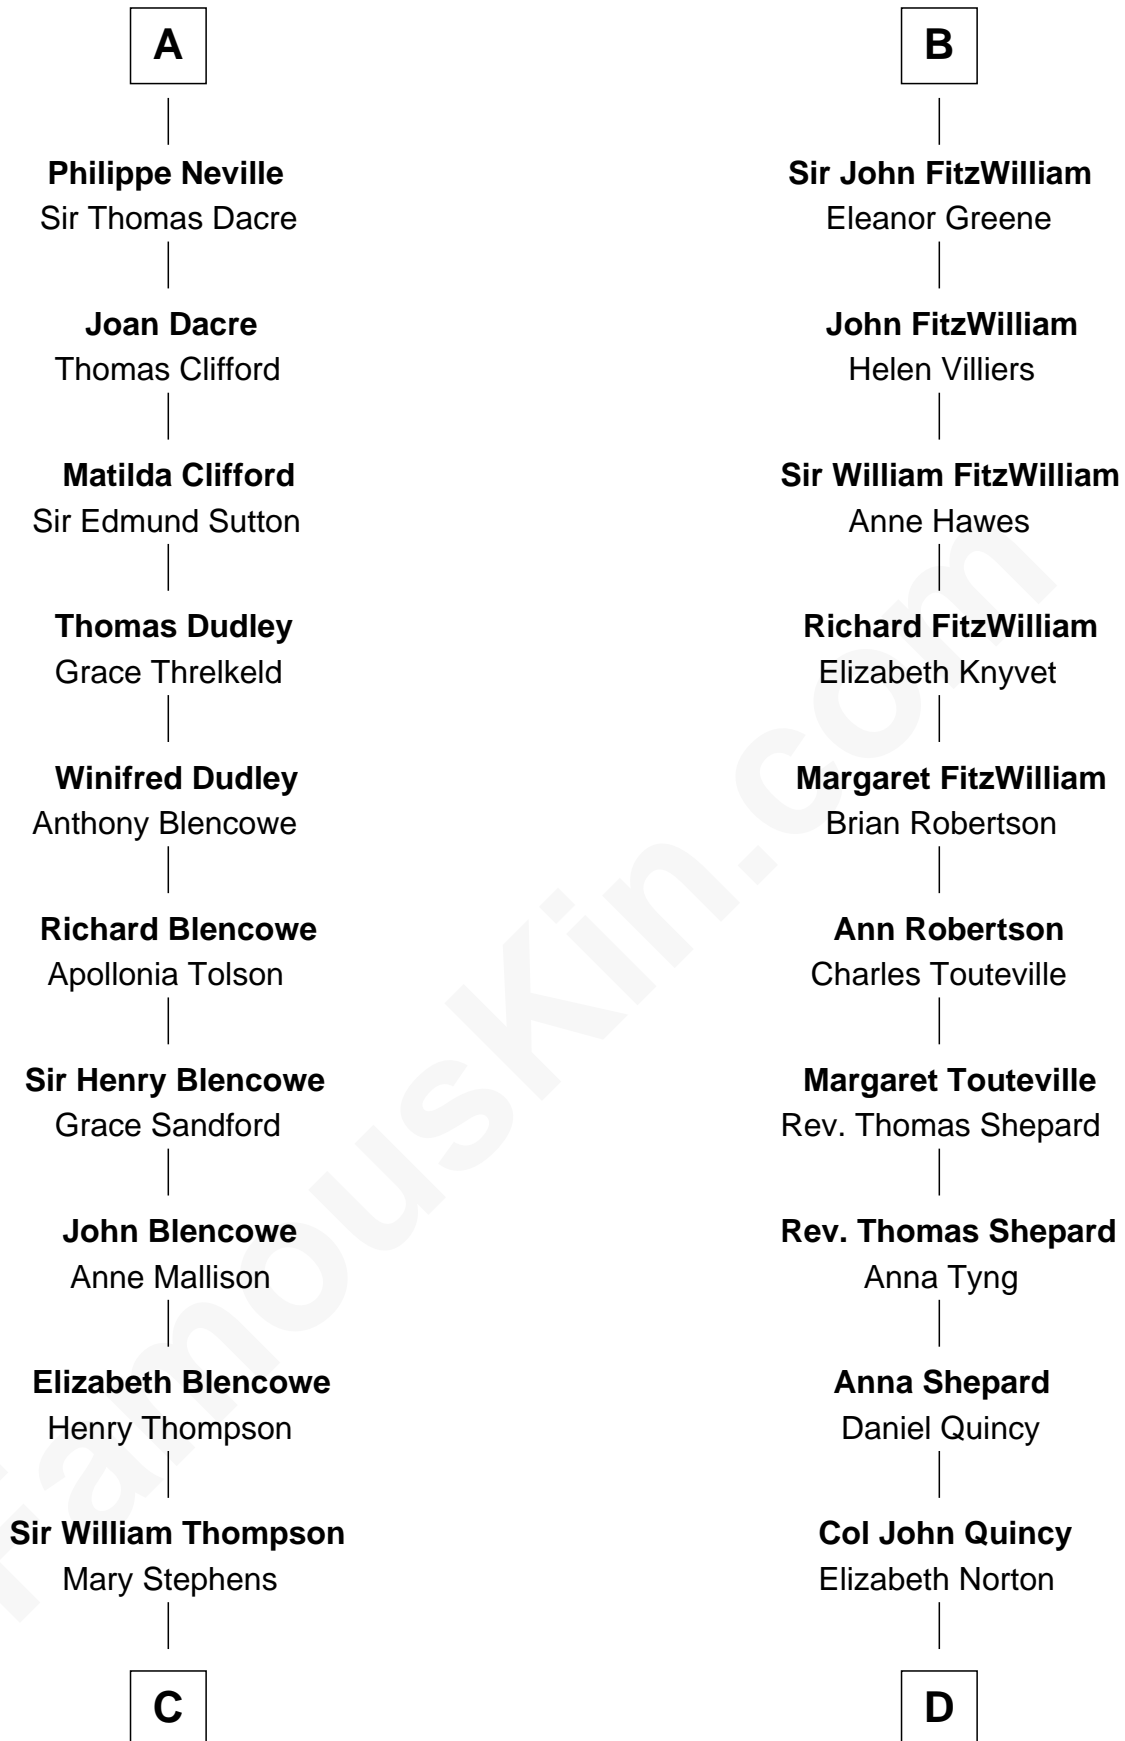 A
Philippe Neville
Sir Thomas Dacre
Joan Dacre
Thomas Clifford
Matilda Clifford
Sir Edmund Sutton
Thomas Dudley
Grace Threlkeld
Winifred Dudley
Anthony Blencowe
Richard Blencowe
Apollonia Tolson
Sir Henry Blencowe
Grace Sandford
John Blencowe
Anne Mallison
Elizabeth Blencowe
Henry Thompson
Sir William Thompson
Mary Stephens
C
B
Sir John FitzWilliam
Eleanor Greene
John FitzWilliam
Helen Villiers
Sir William FitzWilliam
Anne Hawes
Richard FitzWilliam
Elizabeth Knyvet
Margaret FitzWilliam
Brian Robertson
Ann Robertson
Charles Touteville
Margaret Touteville
Rev. Thomas Shepard
Rev. Thomas Shepard
Anna Tyng
Anna Shepard
Daniel Quincy
Col John Quincy
Elizabeth Norton
D
FamousKin.com